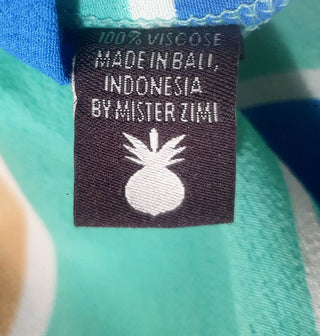 100% VISCOSE
MADE IN BALI,
INDONESIA
BY MISTER ZIMI